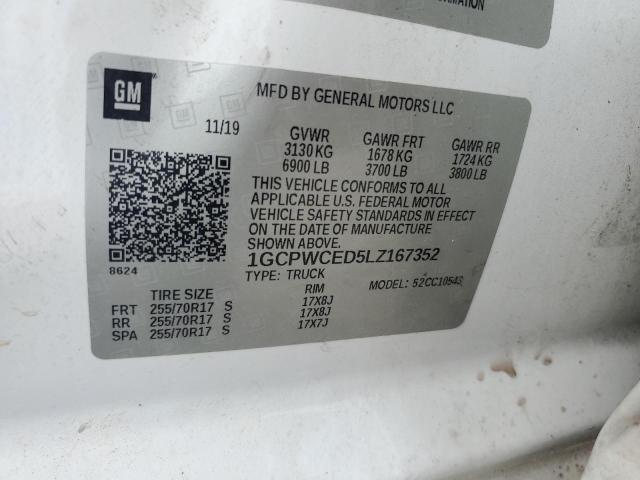 GM
MFD BY GENERAL MOTORS LLC
11/19
GVWR GAWR FRT GAWR RR
3130 KG 1678 KG 1724 KG
6900 LB 3700 LB 3800 LB
THIS VEHICLE CONFORMS TO ALL
APPLICABLE U.S. FEDERAL MOTOR
VEHICLE SAFETY STANDARDS IN EFFECT
ON THE DATE OF MANUFACTURE
SHOWN ABOVE.
1GCPWCED5LZ167352
8624
TYPE: TRUCK MODEL: 52CC10543
TIRE SIZE RIM
FRT 255/70R17 S 17X8J
RR 255/70R17 S 17X8J
SPA 255/70R17 S 17X7J